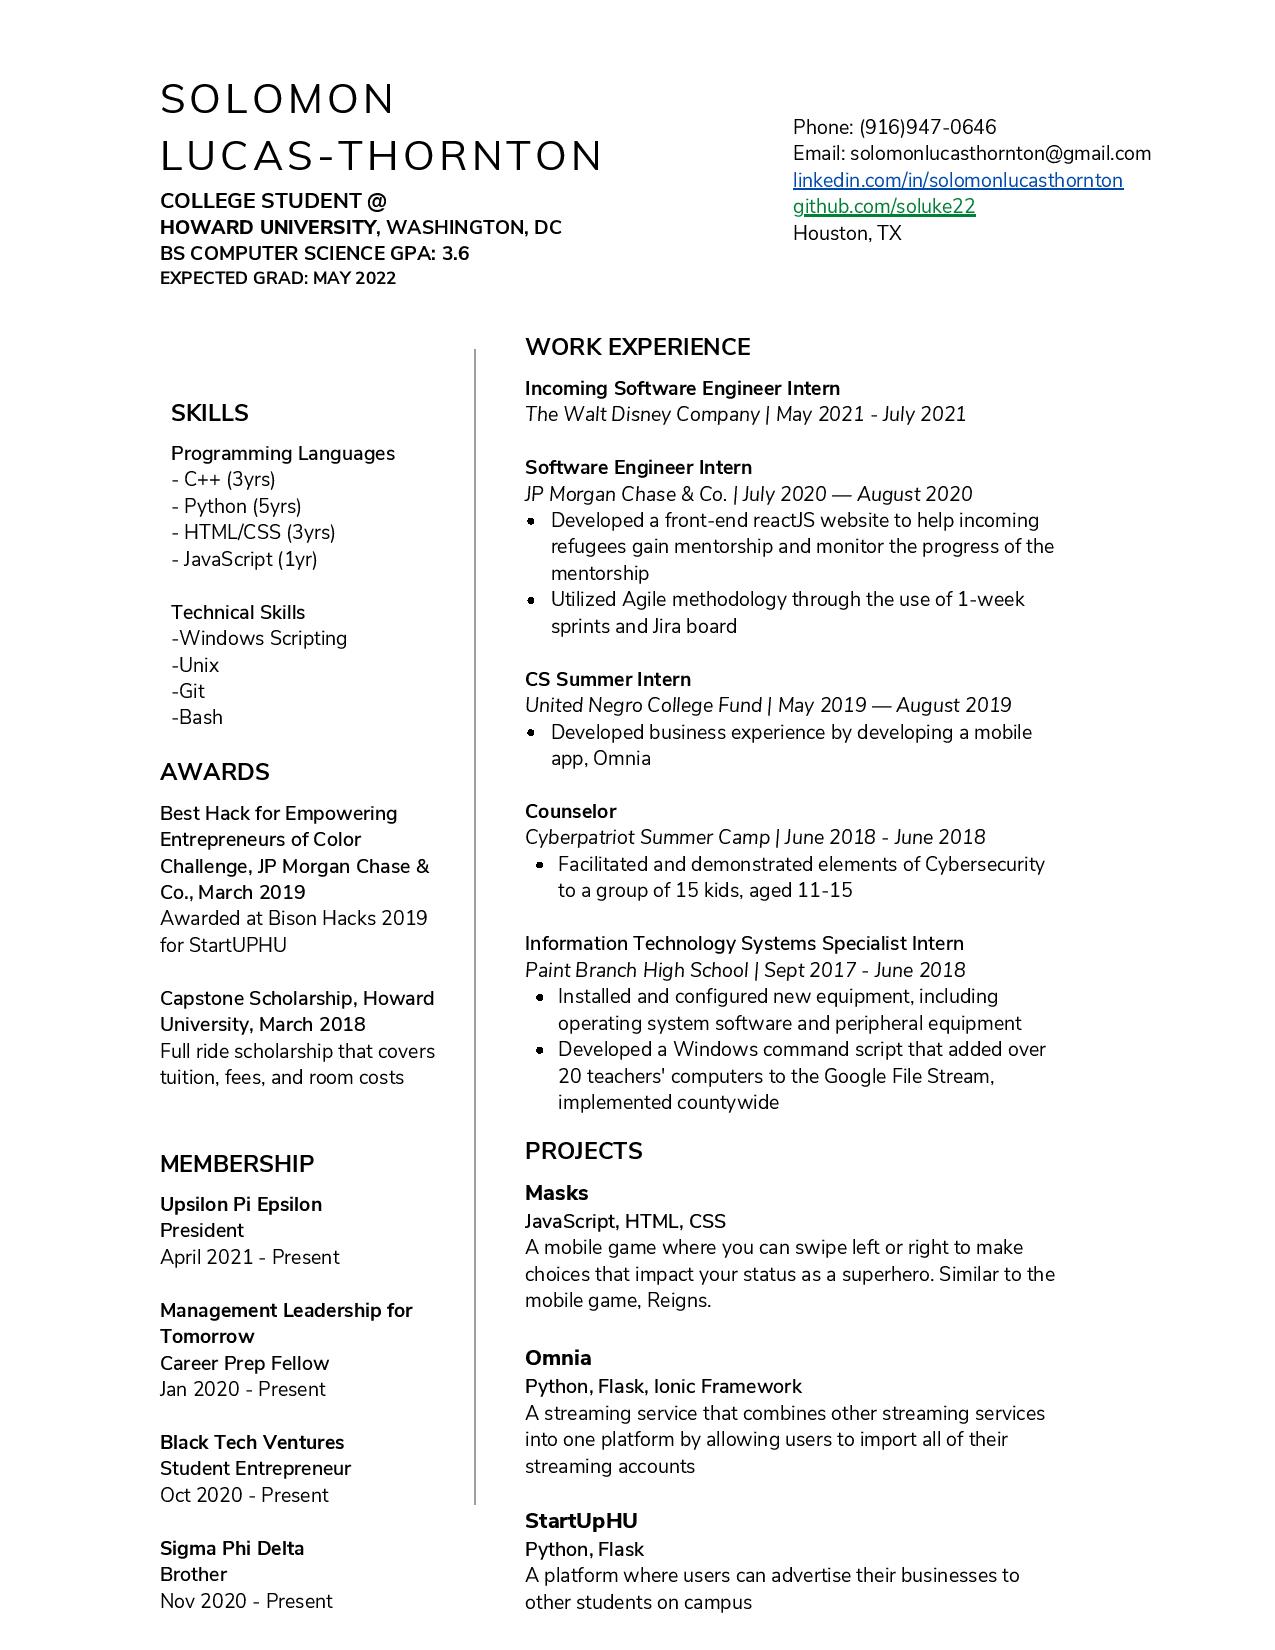 SOLOMON
LUCAS-THORNTON
COLLEGE STUDENT @
HOWARD UNIVERSITY, WASHINGTON, DC
BS COMPUTER SCIENCE GPA: 3.6
EXPECTED GRAD: MAY 2022
Phone: (916)947-0646
Email: solomonlucasthornton@gmail.com
linkedin.com/in/solomonlucasthornton
github.com/soluke22
Houston, TX
SKILLS
Programming Languages
- C++ (3yrs)
- Python (5yrs)
- HTML/CSS (3yrs)
- JavaScript (1yr)
Technical Skills
-Windows Scripting
-Unix
-Git
-Bash
AWARDS
Best Hack for Empowering
Entrepreneurs of Color
Challenge, JP Morgan Chase &
Co., March 2019
Awarded at Bison Hacks 2019
for StartUPHU
Capstone Scholarship, Howard
University, March 2018
Full ride scholarship that covers
tuition, fees, and room costs
MEMBERSHIP
Upsilon Pi Epsilon
President
April 2021 - Present
Management Leadership for
Tomorrow
Career Prep Fellow
Jan 2020 - Present
Black Tech Ventures
Student Entrepreneur
Oct 2020 - Present
Sigma Phi Delta
Brother
Nov 2020 - Present
WORK EXPERIENCE
Incoming Software Engineer Intern
The Walt Disney Company | May 2021 - July 2021
Software Engineer Intern
JP Morgan Chase & Co. | July 2020 — August 2020
• Developed a front-end reactJS website to help incoming
refugees gain mentorship and monitor the progress of the
mentorship
• Utilized Agile methodology through the use of 1-week
sprints and Jira board
CS Summer Intern
United Negro College Fund | May 2019 — August 2019
• Developed business experience by developing a mobile
app, Omnia
Counselor
Cyberpatriot Summer Camp | June 2018 - June 2018
• Facilitated and demonstrated elements of Cybersecurity
to a group of 15 kids, aged 11-15
Information Technology Systems Specialist Intern
Paint Branch High School | Sept 2017 - June 2018
• Installed and configured new equipment, including
operating system software and peripheral equipment
• Developed a Windows command script that added over
20 teachers' computers to the Google File Stream,
implemented countywide
PROJECTS
Masks
JavaScript, HTML, CSS
A mobile game where you can swipe left or right to make
choices that impact your status as a superhero. Similar to the
mobile game, Reigns.
Omnia
Python, Flask, Ionic Framework
A streaming service that combines other streaming services
into one platform by allowing users to import all of their
streaming accounts
StartUpHU
Python, Flask
A platform where users can advertise their businesses to
other students on campus